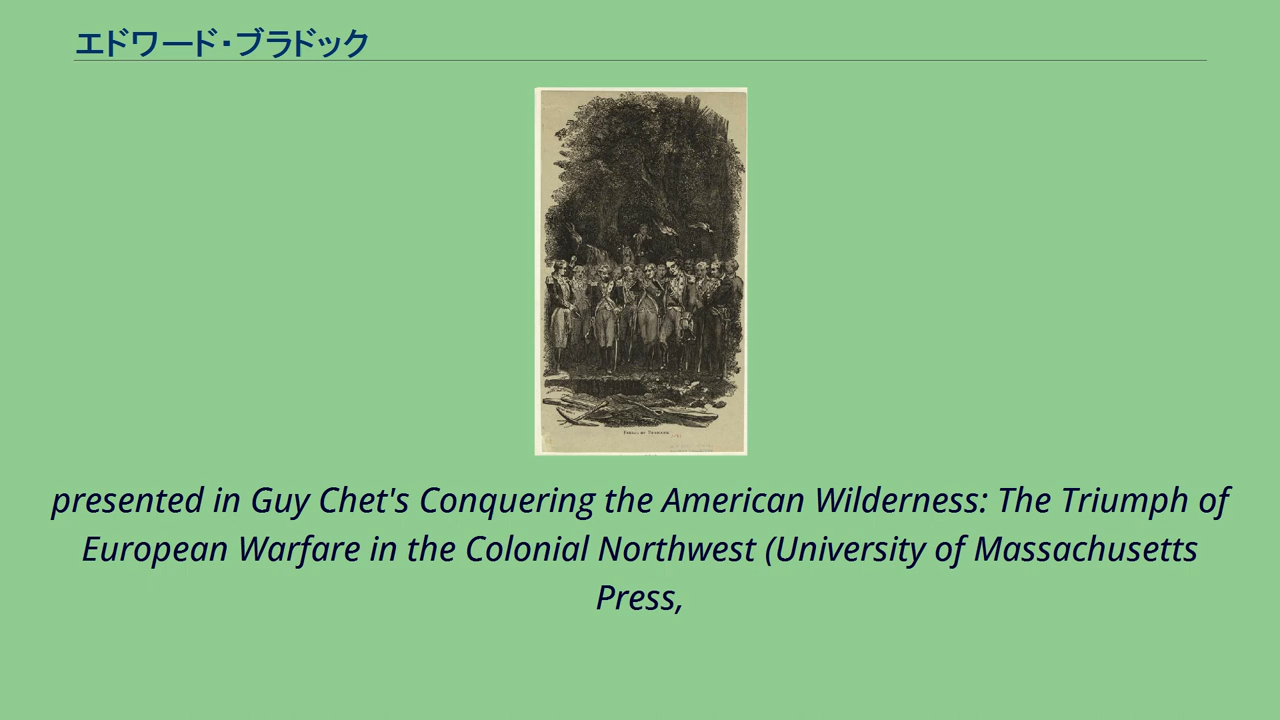 エドワード・ブラドック
presented in Guy Chet's Conquering the American Wilderness: The Triumph of
European Warfare in the Colonial Northwest (University of Massachusetts
Press,